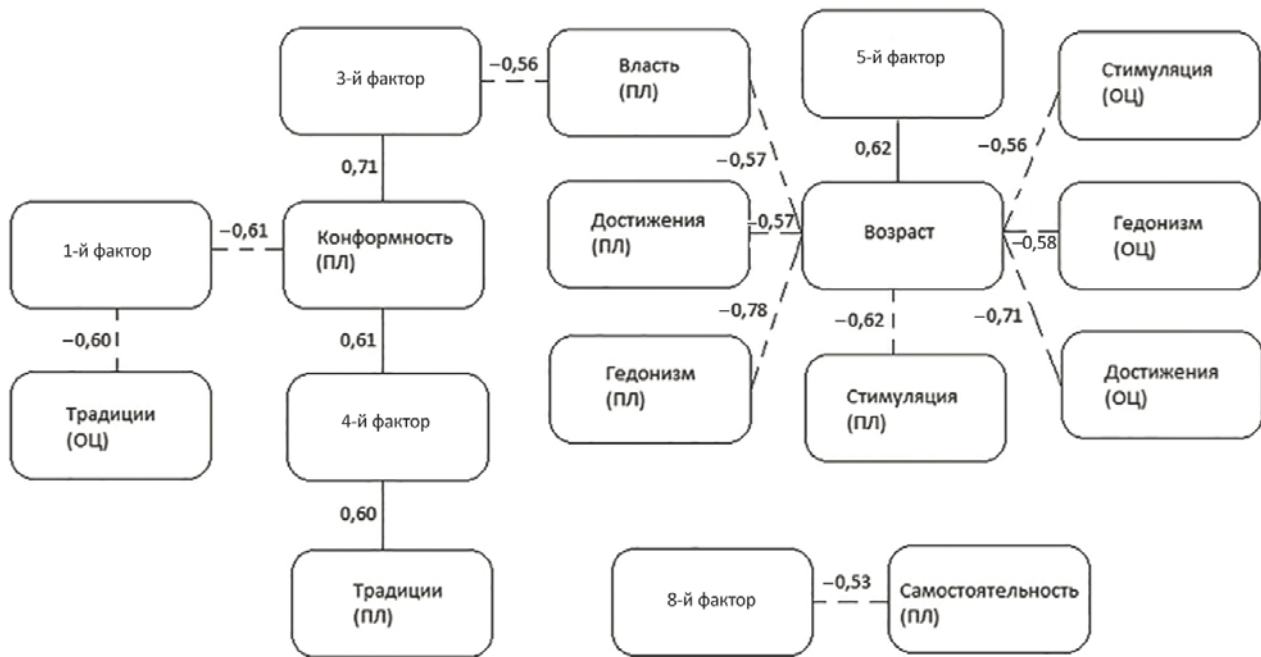 3-й фактор
−0,56
Власть
(ПЛ)
5-й фактор
Стимуляция
(ОЦ)
0,71
−0,57
0,62
−0,56
1-й фактор
−0,61
Конформность
(ПЛ)
Достижения
(ПЛ)
−0,57
Возраст
−0,58
Гедонизм
(ОЦ)
−0,60
0,61
−0,78
−0,62
−0,71
Традиции
(ОЦ)
4-й фактор
Гедонизм
(ПЛ)
Стимуляция
(ПЛ)
Достижения
(ОЦ)
0,60
Традиции
(ПЛ)
8-й фактор
−0,53
Самостоятельность
(ПЛ)